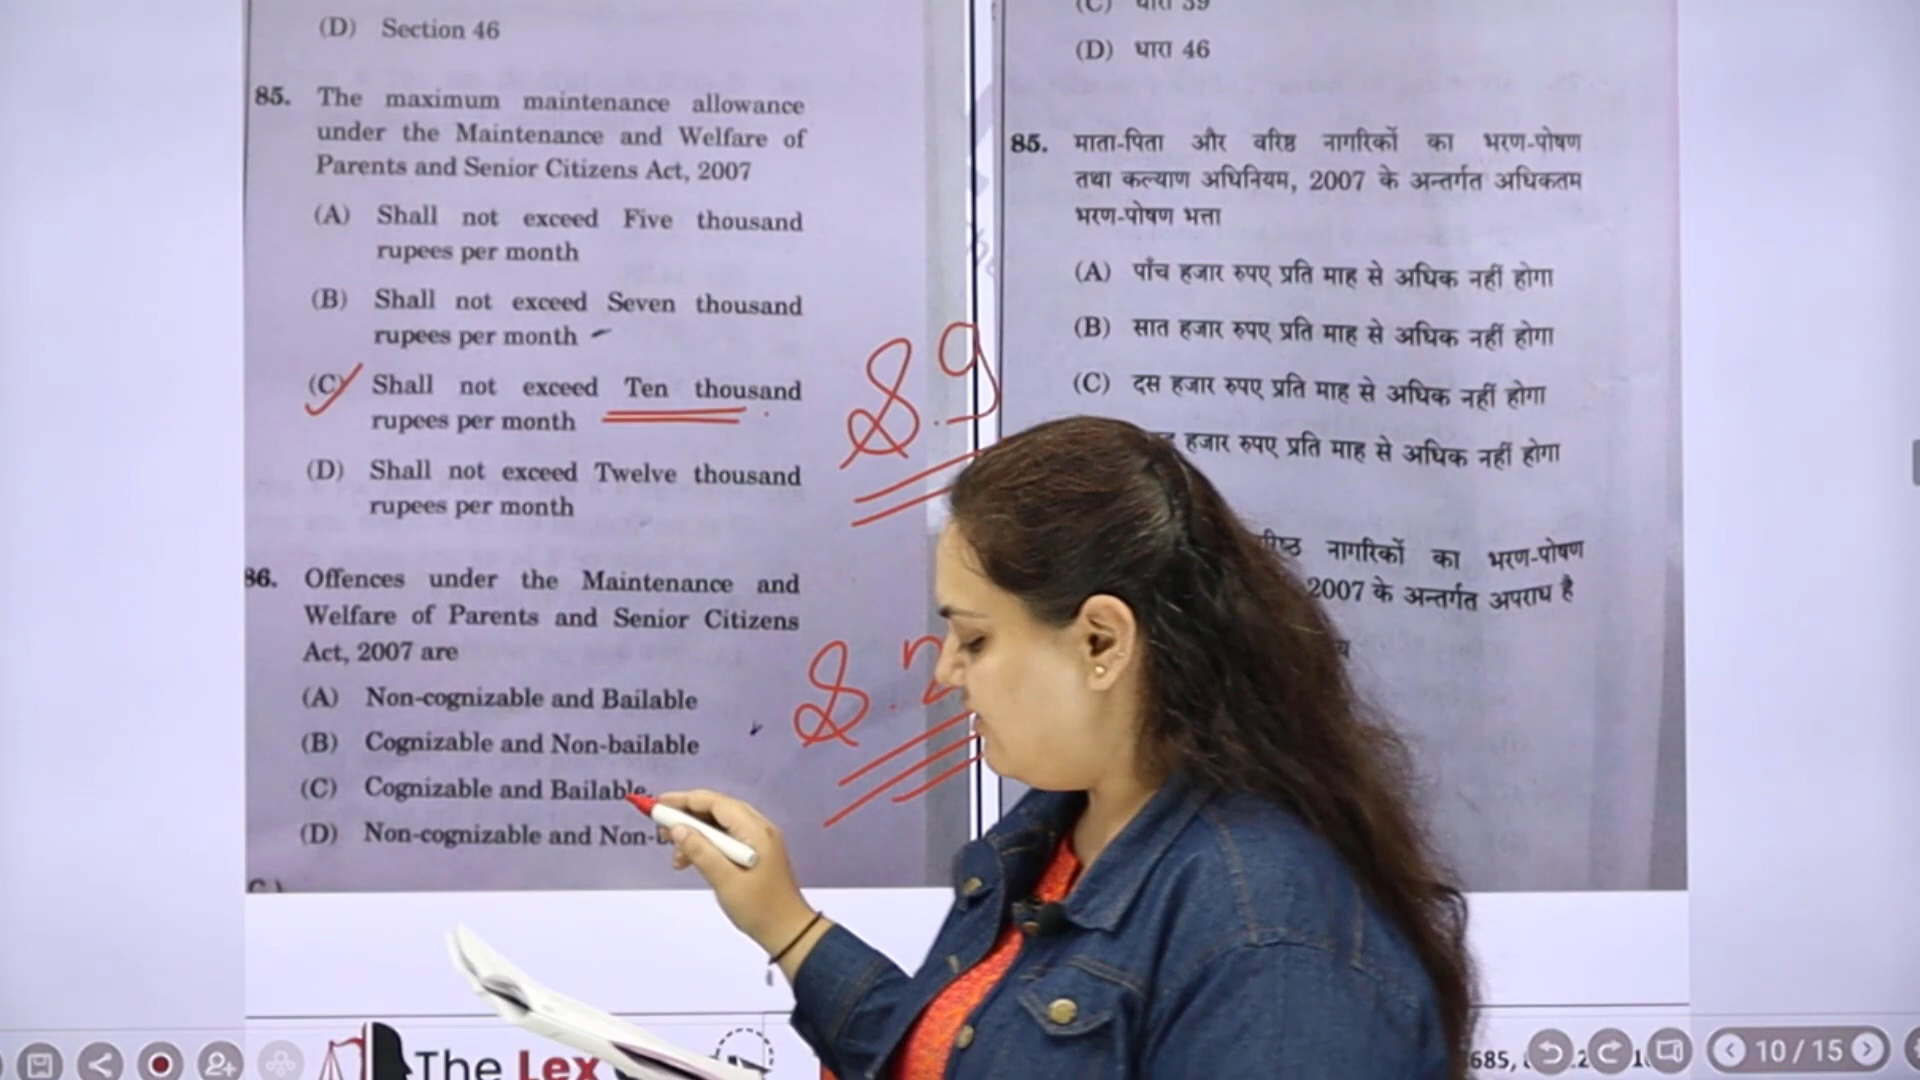 (D) Section 46
85. The maximum maintenance allowance
under the Maintenance and Welfare of
Parents and Senior Citizens Act, 2007
(A) Shall not exceed Five thousand
rupees per month
(B) Shall not exceed Seven thousand
rupees per month
(C) Shall not exceed Ten thousand
rupees per month
(D) Shall not exceed Twelve thousand
rupees per month
86. Offences under the Maintenance and
Welfare of Parents and Senior Citizens
Act, 2007 are
(A) Non-cognizable and Bailable
(B) Cognizable and Non-bailable
(C) Cognizable and Bailable
(D) Non-cognizable and
S.9
S.2
(C) धारा 39
(D) धारा 46
85. माता-पिता और वरिष्ठ नागरिकों का भरण-पोषण
तथा कल्याण अधिनियम, 2007 के अन्तर्गत अधिकतम
भरण-पोषण भत्ता
(A) पाँच हजार रुपए प्रति माह से अधिक नहीं होगा
(B) सात हजार रुपए प्रति माह से अधिक नहीं होगा
(C) दस हजार रुपए प्रति माह से अधिक नहीं होगा
हजार रुपए प्रति माह से अधिक नहीं होगा
नागरिकों का भरण-पोषण
2007 के अन्तर्गत अपराध है
The Lex
685,
10 / 15